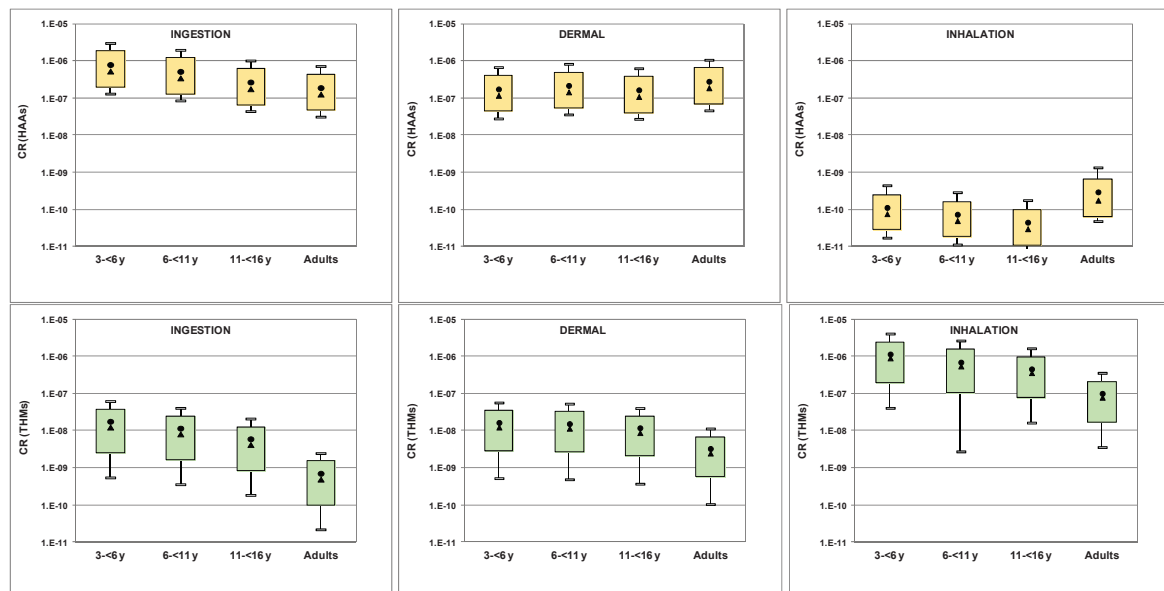 INGESTION
CR (HAAs)
1.E-05
1.E-06
1.E-07
1.E-08
1.E-09
1.E-10
1.E-11
3-<6 y 6-<11 y 11-<16 y Adults
DERMAL
CR (HAAs)
1.E-05
1.E-06
1.E-07
1.E-08
1.E-09
1.E-10
1.E-11
3-<6 y 6-<11 y 11-<16 y Adults
INHALATION
CR (HAAs)
1.E-05
1.E-06
1.E-07
1.E-08
1.E-09
1.E-10
1.E-11
3-<6 y 6-<11 y 11-<16 y Adults
INGESTION
CR (THMs)
1.E-05
1.E-06
1.E-07
1.E-08
1.E-09
1.E-10
1.E-11
3-<6 y 6-<11 y 11-<16 y Adults
DERMAL
CR (THMs)
1.E-05
1.E-06
1.E-07
1.E-08
1.E-09
1.E-10
1.E-11
3-<6 y 6-<11 y 11-<16 y Adults
INHALATION
CR (THMs)
1.E-05
1.E-06
1.E-07
1.E-08
1.E-09
1.E-10
1.E-11
3-<6 y 6-<11 y 11-<16 y Adults